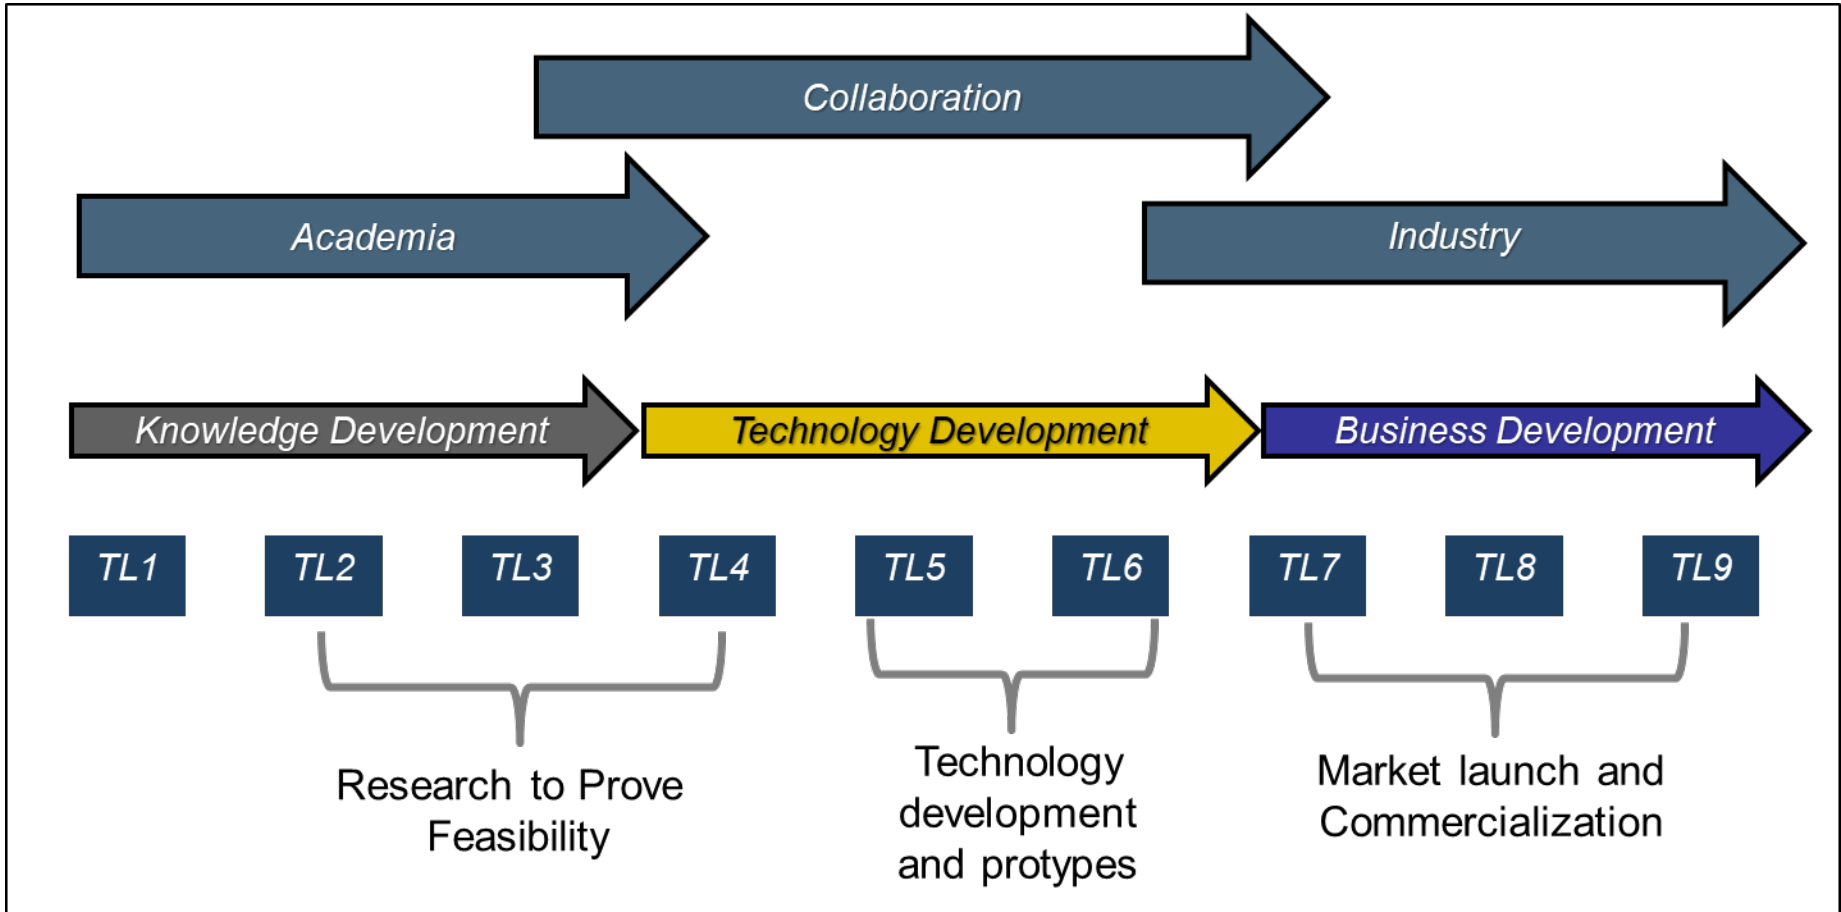 Collaboration
Academia
Industry
Knowledge Development
Technology Development
Business Development
TL1
TL2
TL3
TL4
TL5
TL6
TL7
TL8
TL9
Research to Prove
Feasibility
Technology
development
and protypes
Market launch and
Commercialization